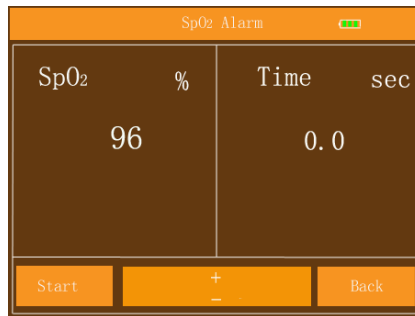 SpO₂ Alarm
SpO₂ % Time sec
96 0.0
Start + Back
−